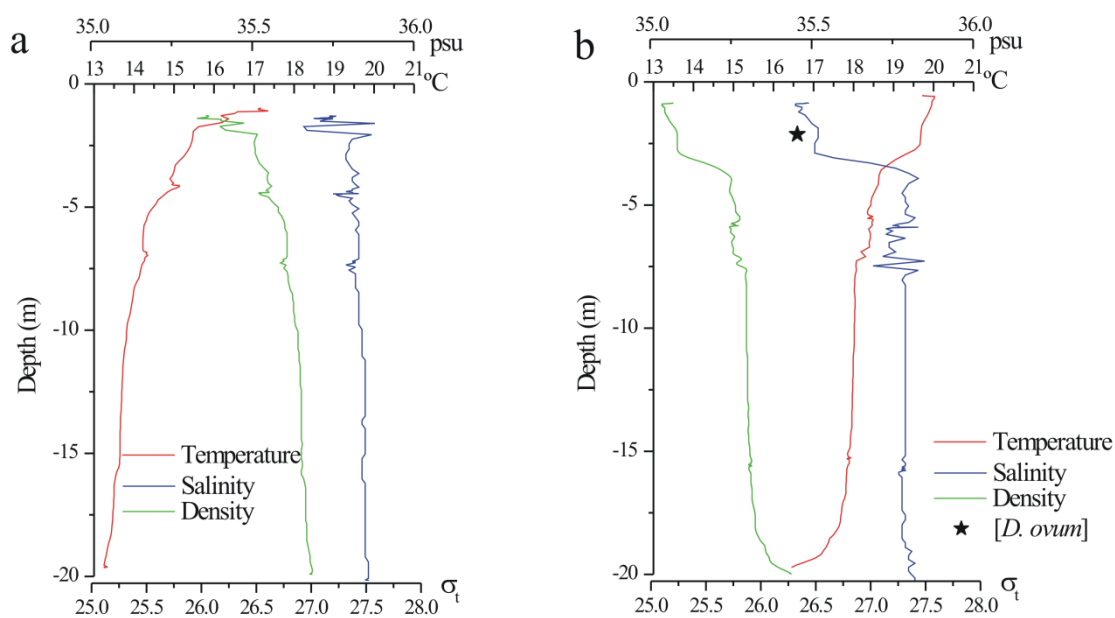 a
35.0 35.5 36.0
psu
13 14 15 16 17 18 19 20 21
ºC
0
-5
-10
-15
-20
Depth (m)
Temperature
Salinity
Density
σt
25.0 25.5 26.0 26.5 27.0 27.5 28.0
b
35.0 35.5 36.0
psu
13 14 15 16 17 18 19 20 21
ºC
0
-5
-10
-15
-20
Depth (m)
Temperature
Salinity
Density
[D. ovum]
σt
25.0 25.5 26.0 26.5 27.0 27.5 28.0